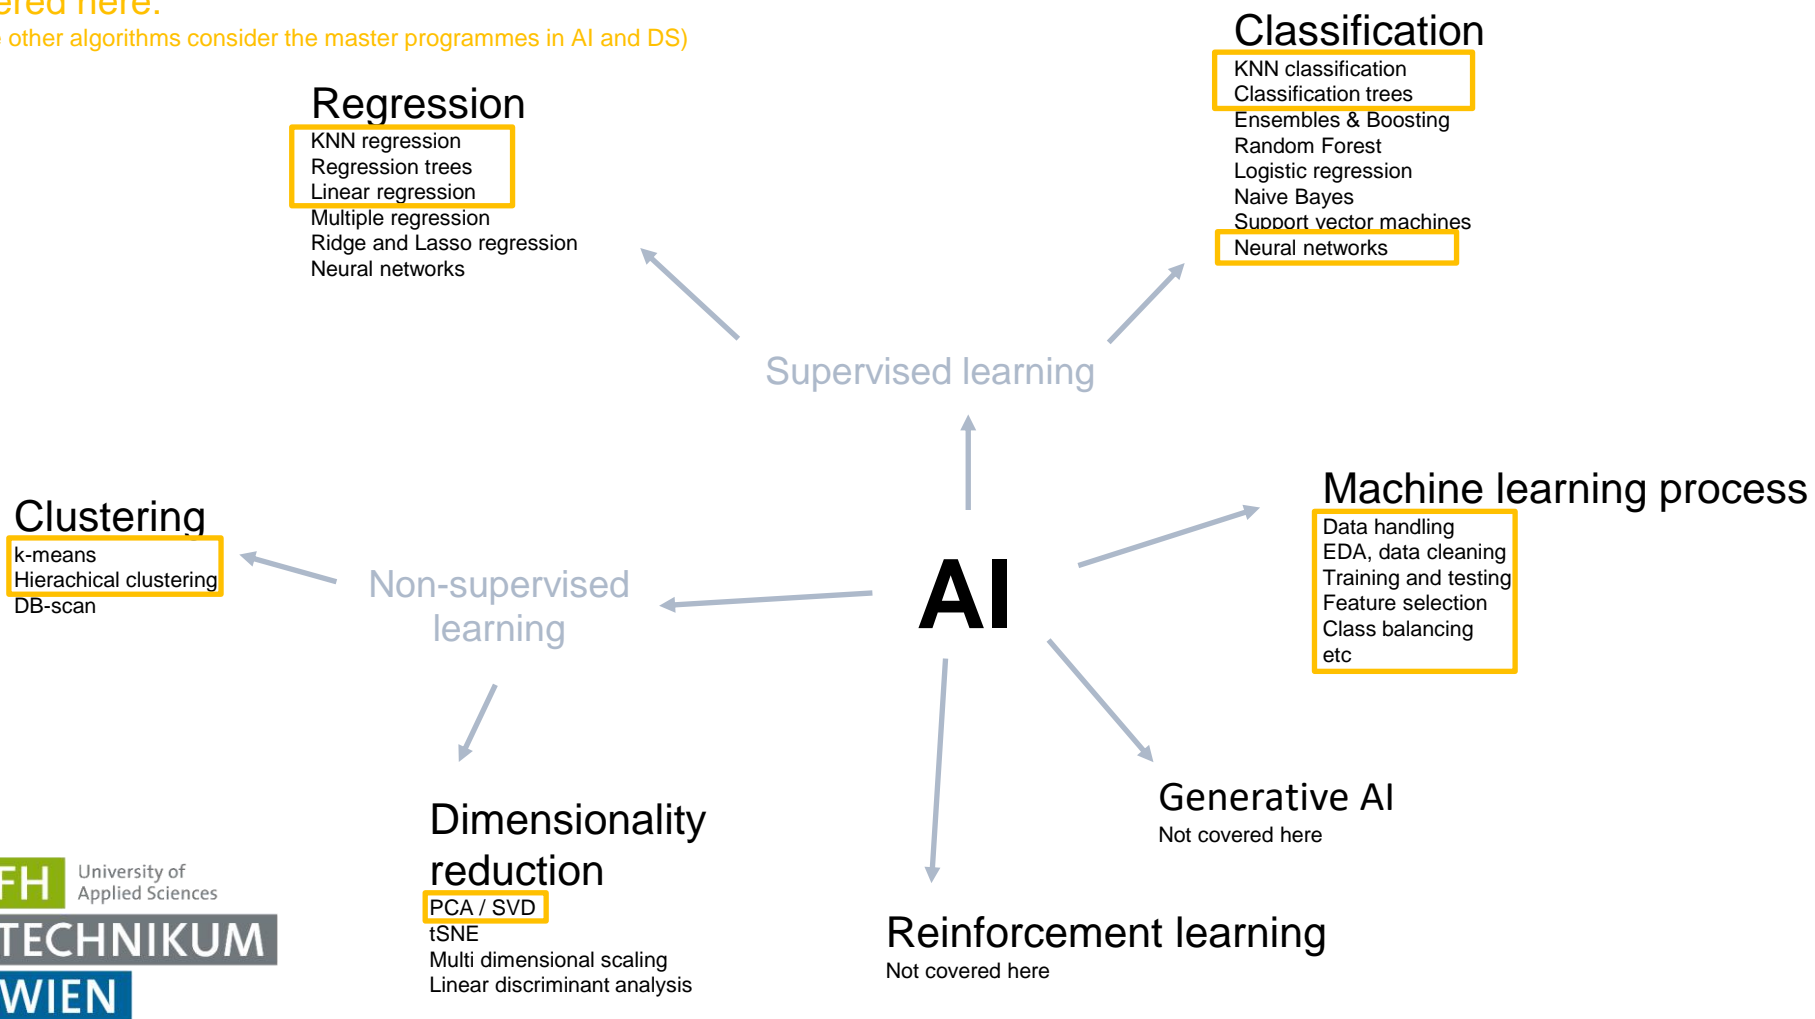 here:
other algorithms consider the master programmes in AI and DS)
Classification
KNN classification
Classification trees
Ensembles & Boosting
Random Forest
Logistic regression
Naive Bayes
Support vector machines
Neural networks
Regression
KNN regression
Regression trees
Linear regression
Multiple regression
Ridge and Lasso regression
Neural networks
Supervised learning
Machine learning process
Data handling
EDA, data cleaning
Training and testing
Feature selection
Class balancing
etc
Clustering
k-means
Hierachical clustering
DB-scan
Non-supervised
learning
AI
Generative AI
Not covered here
Dimensionality
reduction
PCA / SVD
tSNE
Multi dimensional scaling
Linear discriminant analysis
Reinforcement learning
Not covered here
FH
University of
Applied Sciences
TECHNIKUM
WIEN